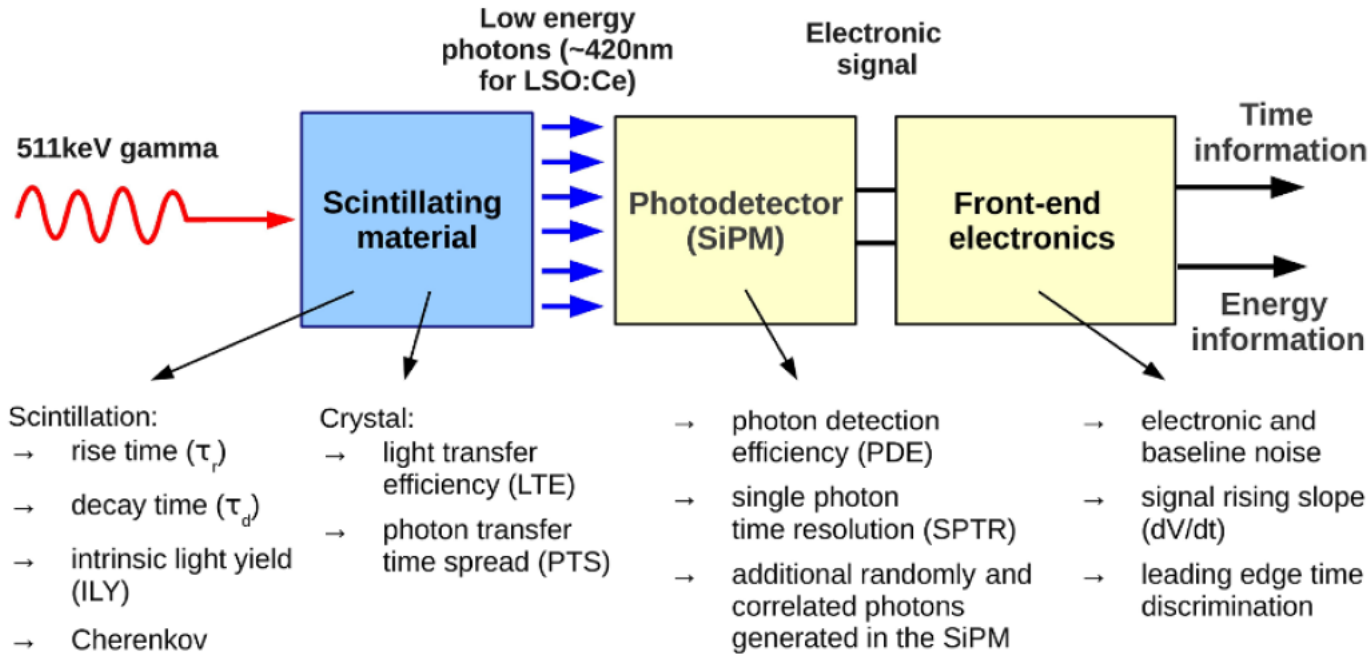 Low energy
photons (~420nm
for LSO:Ce)
Electronic
signal
511keV gamma
Scintillating
material
Photodetector
(SiPM)
Front-end
electronics
Time
information
Energy
information
Scintillation:
→ rise time (τr)
→ decay time (τd)
→ intrinsic light yield
(ILY)
→ Cherenkov
Crystal:
→ light transfer
efficiency (LTE)
→ photon transfer
time spread (PTS)
→ photon detection
efficiency (PDE)
→ single photon
time resolution (SPTR)
→ additional randomly and
correlated photons
generated in the SiPM
→ electronic and
baseline noise
→ signal rising slope
(dV/dt)
→ leading edge time
discrimination